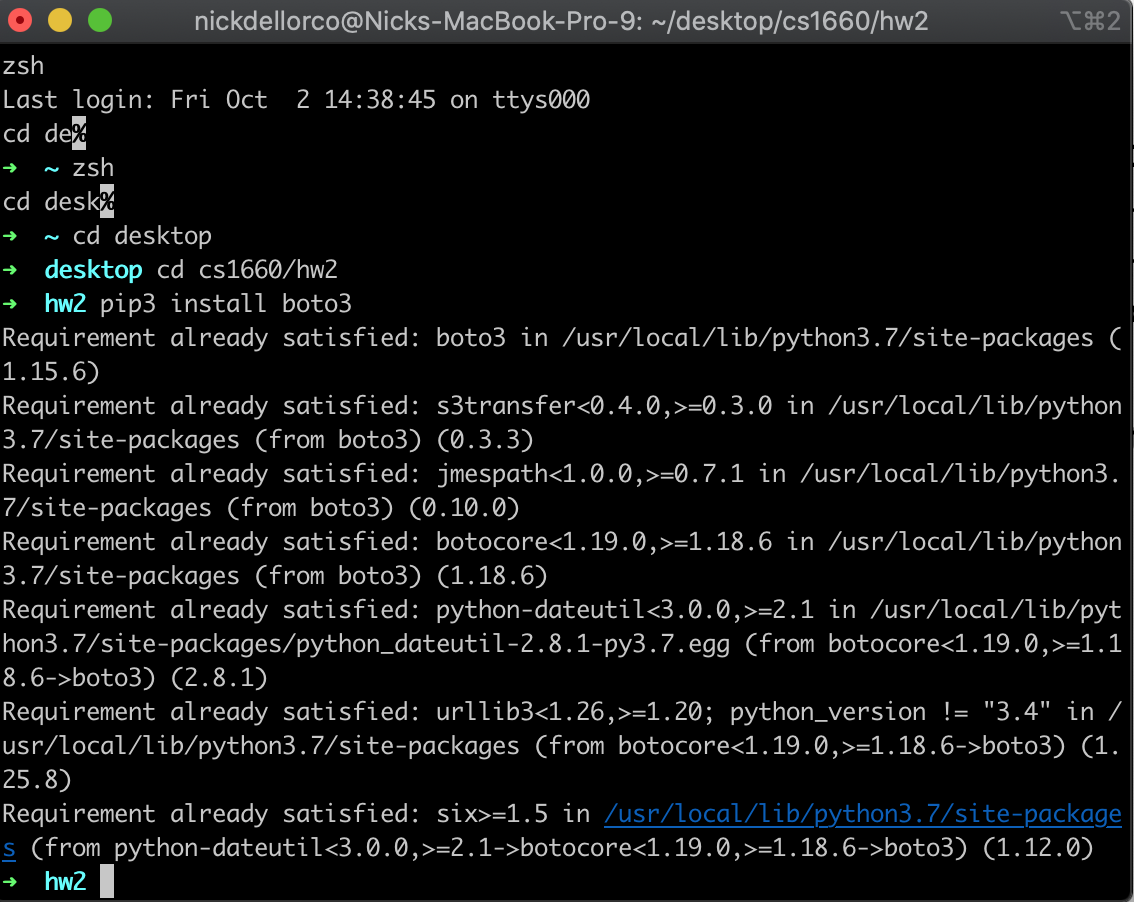 nickdellorco@Nicks-MacBook-Pro-9: ~/desktop/cs1660/hw2 ⌥⌘2
zsh
Last login: Fri Oct  2 14:38:45 on ttys000
cd de%
➜  ~ zsh
cd desk%
➜  ~ cd desktop
➜  desktop cd cs1660/hw2
➜  hw2 pip3 install boto3
Requirement already satisfied: boto3 in /usr/local/lib/python3.7/site-packages (
1.15.6)
Requirement already satisfied: s3transfer<0.4.0,>=0.3.0 in /usr/local/lib/python
3.7/site-packages (from boto3) (0.3.3)
Requirement already satisfied: jmespath<1.0.0,>=0.7.1 in /usr/local/lib/python3.
7/site-packages (from boto3) (0.10.0)
Requirement already satisfied: botocore<1.19.0,>=1.18.6 in /usr/local/lib/python
3.7/site-packages (from boto3) (1.18.6)
Requirement already satisfied: python-dateutil<3.0.0,>=2.1 in /usr/local/lib/pyt
hon3.7/site-packages/python_dateutil-2.8.1-py3.7.egg (from botocore<1.19.0,>=1.1
8.6->boto3) (2.8.1)
Requirement already satisfied: urllib3<1.26,>=1.20; python_version != "3.4" in /
usr/local/lib/python3.7/site-packages (from botocore<1.19.0,>=1.18.6->boto3) (1.
25.8)
Requirement already satisfied: six>=1.5 in /usr/local/lib/python3.7/site-package
s (from python-dateutil<3.0.0,>=2.1->botocore<1.19.0,>=1.18.6->boto3) (1.12.0)
➜  hw2